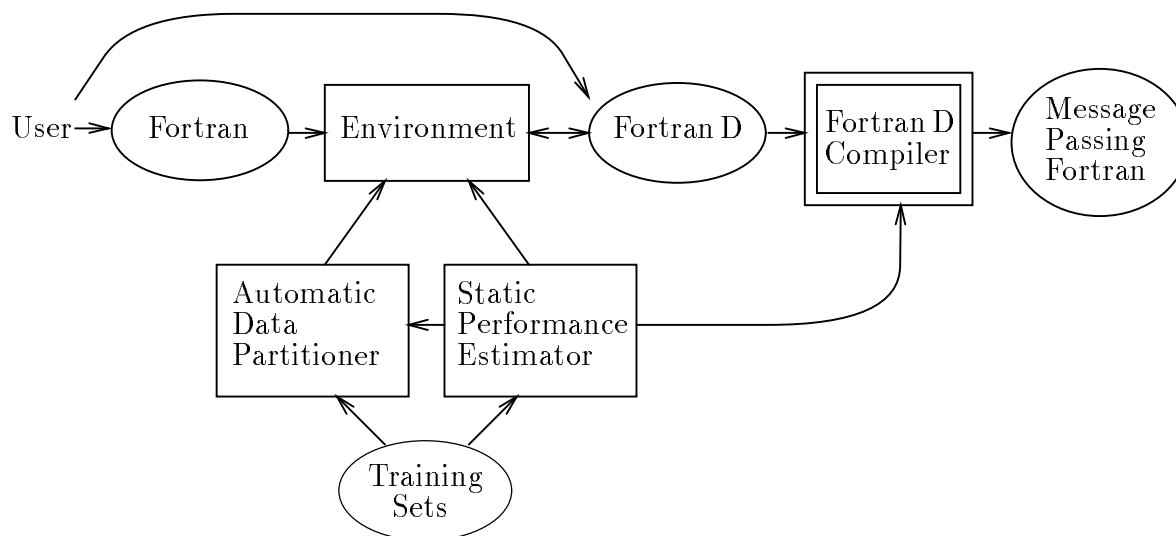 User
Fortran
Environment
Fortran D
Fortran D
Compiler
Message
Passing
Fortran
Automatic
Data
Partitioner
Static
Performance
Estimator
Training
Sets